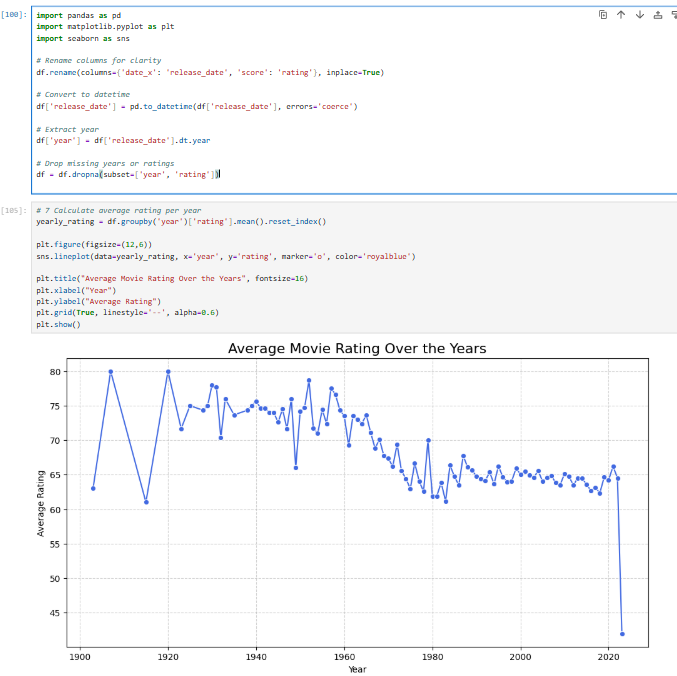 [100]:
import pandas as pd
import matplotlib.pyplot as plt
import seaborn as sns
# Rename columns for clarity
df.rename(columns={'date_x': 'release_date', 'score': 'rating'}, inplace=True)
# Convert to datetime
df['release_date'] = pd.to_datetime(df['release_date'], errors='coerce')
# Extract year
df['year'] = df['release_date'].dt.year
# Drop missing years or ratings
df = df.dropna(subset=['year', 'rating'])
[105]:
# 7 Calculate average rating per year
yearly_rating = df.groupby('year')['rating'].mean().reset_index()
plt.figure(figsize=(12,6))
sns.lineplot(data=yearly_rating, x='year', y='rating', marker='o', color='royalblue')
plt.title("Average Movie Rating Over the Years", fontsize=16)
plt.xlabel("Year")
plt.ylabel("Average Rating")
plt.grid(True, linestyle='--', alpha=0.6)
plt.show()
Average Movie Rating Over the Years
Average Rating
80
75
70
65
60
55
50
45
1900 1920 1940 1960 1980 2000 2020
Year